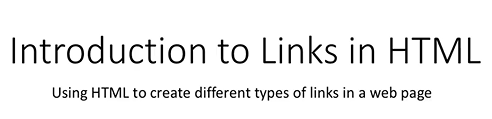 Introduction to Links in HTML
Using HTML to create different types of links in a web page